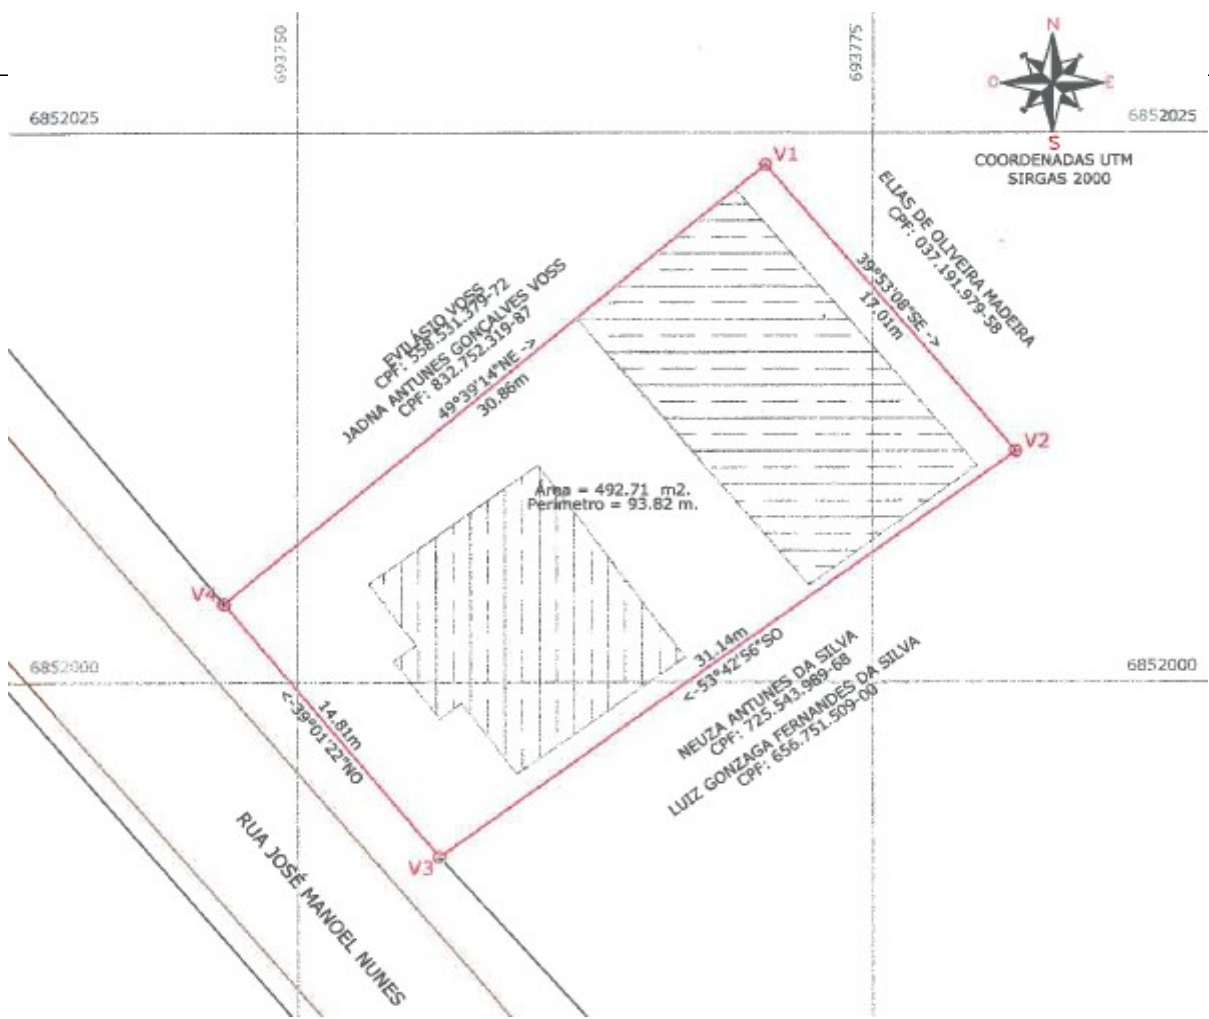 693750
693775
N
O
E
S
6852025
6852025
COORDENADAS UTM
SIRGAS 2000
V1
ELIAS DE OLIVEIRA MADEIRA
CPF: 037.191.979-58
39°53'08"SE ->
17.01m
EVILÁSIO VOSS
CPF: 558.531.379-72
JADNA ANTUNES GONÇALVES VOSS
CPF: 832.752.319-87
49°39'14"NE ->
30.86m
V2
Área = 492.71 m2.
Perímetro = 93.82 m.
V4
31.14m
<-53°42'56"SO
NEUZA ANTUNES DA SILVA
CPF: 725.543.989-68
LUIZ GONZAGA FERNANDES DA SILVA
CPF: 656.751.509-00
6852000
6852000
14.81m
<-39°01'22"NO
V3
RUA JOSÉ MANOEL NUNES